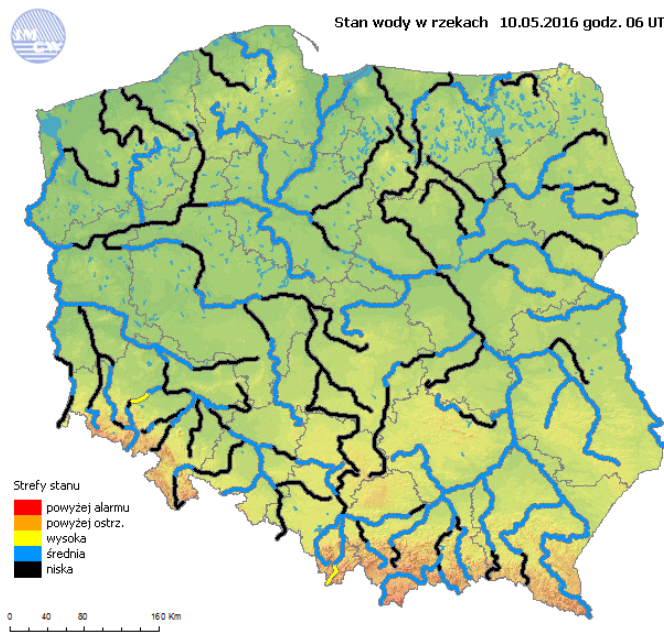 IMGW
Stan wody w rzekach 10.05.2016 godz. 06 UT
Strefy stanu
powyżej alarmu
powyżej ostrz.
wysoka
średnia
niska
0 40 80 160 Km